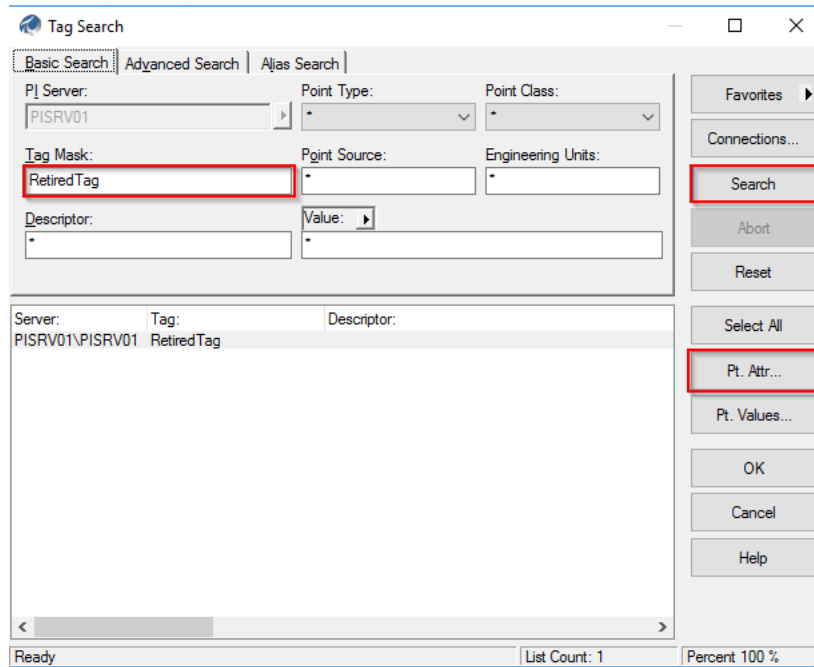 Tag Search
Basic Search Advanced Search Alias Search
PI Server: Point Type: Point Class:
PISRV01 * *
Tag Mask: Point Source: Engineering Units:
RetiredTag * *
Descriptor: Value:
* *
Favorites
Connections...
Search
Abort
Reset
Select All
Pt. Attr...
Pt. Values...
OK
Cancel
Help
Server: Tag: Descriptor:
PISRV01\PISRV01 RetiredTag
Ready List Count: 1 Percent 100 %